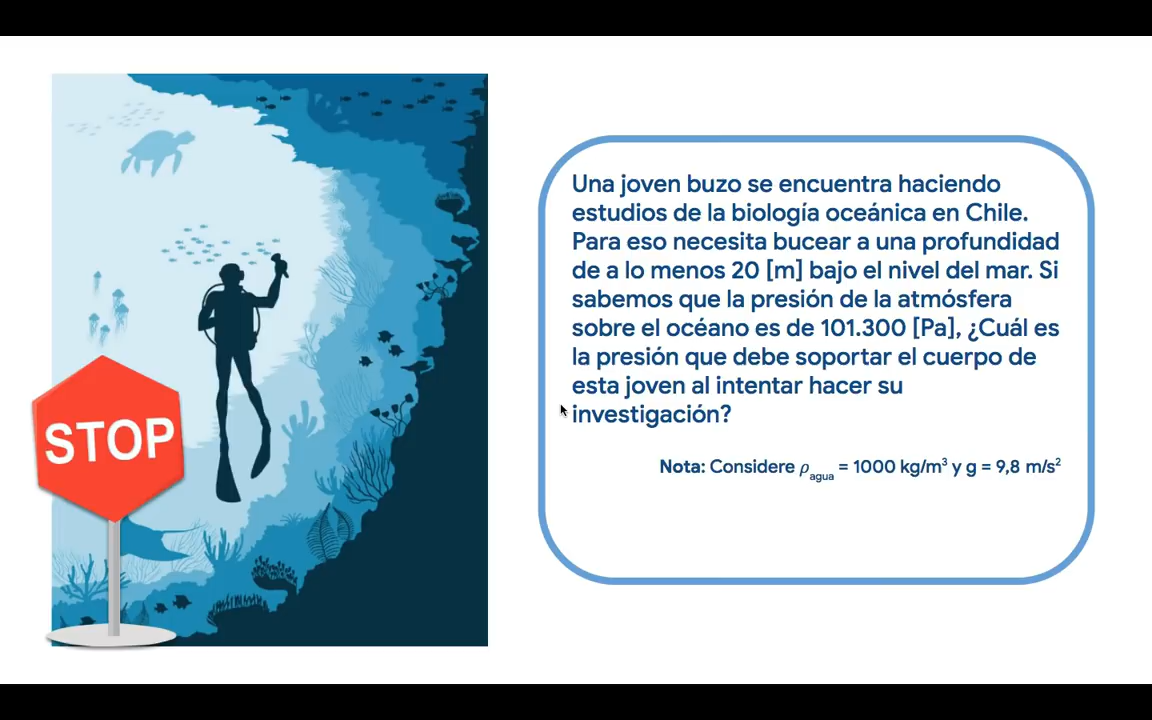 STOP
Una joven buzo se encuentra haciendo
estudios de la biología oceánica en Chile.
Para eso necesita bucear a una profundidad
de a lo menos 20 [m] bajo el nivel del mar. Si
sabemos que la presión de la atmósfera
sobre el océano es de 101.300 [Pa], ¿Cuál es
la presión que debe soportar el cuerpo de
esta joven al intentar hacer su
investigación?
Nota: Considere ρ_agua = 1000 kg/m³ y g = 9,8 m/s²